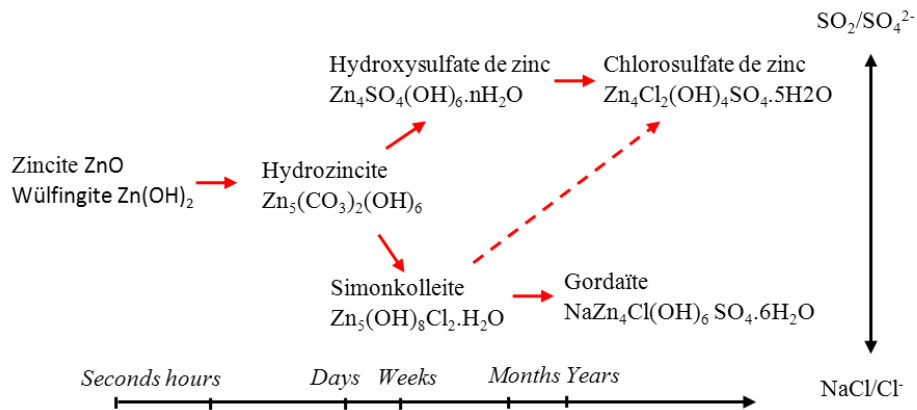 SO₂/SO₄²⁻
Hydroxysulfate de zinc
Zn₄SO₄(OH)₆.nH₂O
Chlorosulfate de zinc
Zn₄Cl₂(OH)₄SO₄.5H2O
Zincite ZnO
Wülfingite Zn(OH)₂
Hydrozincite
Zn₅(CO₃)₂(OH)₆
Simonkolleite
Zn₅(OH)₈Cl₂.H₂O
Gordaïte
NaZn₄Cl(OH)₆ SO₄.6H₂O
Seconds hours Days Weeks Months Years
NaCl/Cl⁻